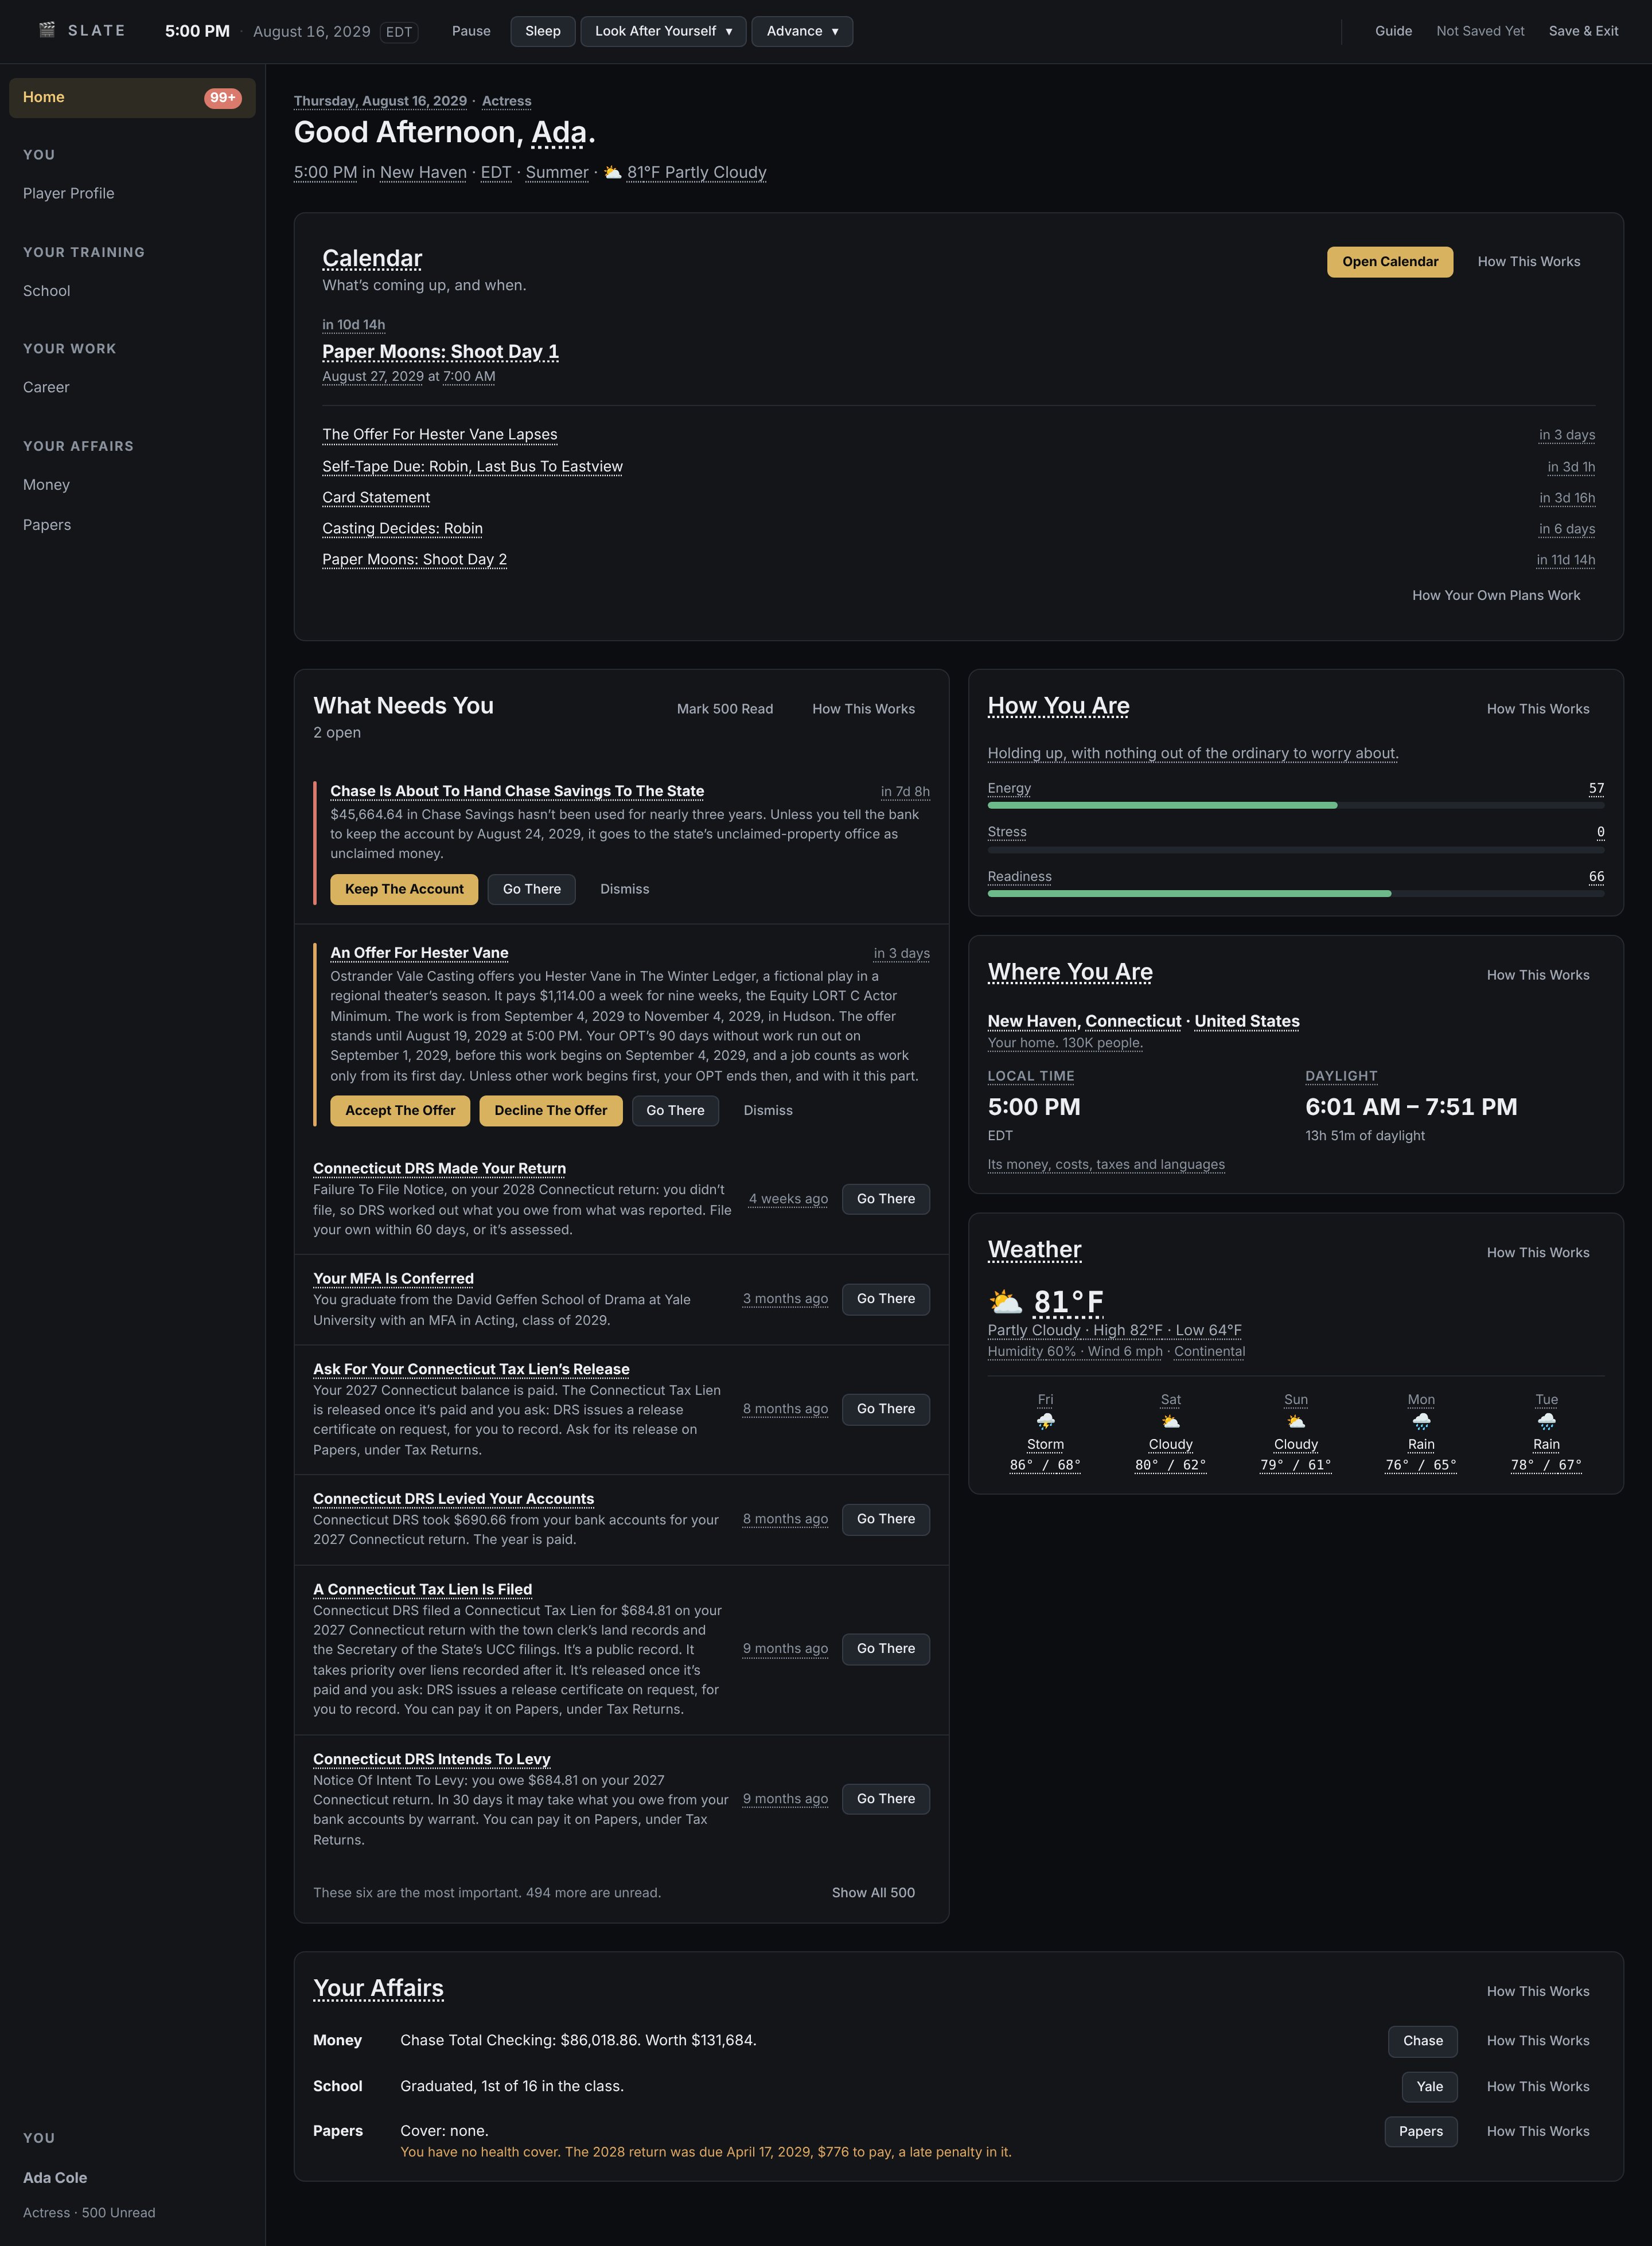 SLATE
5:00 PM · August 16, 2029 EDT
Pause
Sleep
Look After Yourself ▾
Advance ▾
Guide
Not Saved Yet
Save & Exit
Home
99+
YOU
Player Profile
YOUR TRAINING
School
YOUR WORK
Career
YOUR AFFAIRS
Money
Papers
YOU
Ada Cole
Actress · 500 Unread
Thursday, August 16, 2029 · Actress
Good Afternoon, Ada.
5:00 PM in New Haven · EDT · Summer · 81°F Partly Cloudy
Calendar
What’s coming up, and when.
Open Calendar
How This Works
in 10d 14h
Paper Moons: Shoot Day 1
August 27, 2029 at 7:00 AM
The Offer For Hester Vane Lapses
in 3 days
Self-Tape Due: Robin, Last Bus To Eastview
in 3d 1h
Card Statement
in 3d 16h
Casting Decides: Robin
in 6 days
Paper Moons: Shoot Day 2
in 11d 14h
How Your Own Plans Work
What Needs You
2 open
Mark 500 Read
How This Works
Chase Is About To Hand Chase Savings To The State
in 7d 8h
$45,664.64 in Chase Savings hasn’t been used for nearly three years. Unless you tell the bank
to keep the account by August 24, 2029, it goes to the state’s unclaimed-property office as
unclaimed money.
Keep The Account
Go There
Dismiss
An Offer For Hester Vane
in 3 days
Ostrander Vale Casting offers you Hester Vane in The Winter Ledger, a fictional play in a
regional theater’s season. It pays $1,114.00 a week for nine weeks, the Equity LORT C Actor
Minimum. The work is from September 4, 2029 to November 4, 2029, in Hudson. The offer
stands until August 19, 2029 at 5:00 PM. Your OPT’s 90 days without work run out on
September 1, 2029, before this work begins on September 4, 2029, and a job counts as work
only from its first day. Unless other work begins first, your OPT ends then, and with it this part.
Accept The Offer
Decline The Offer
Go There
Dismiss
Connecticut DRS Made Your Return
Failure To File Notice, on your 2028 Connecticut return: you didn’t
file, so DRS worked out what you owe from what was reported. File
your own within 60 days, or it’s assessed.
4 weeks ago
Go There
Your MFA Is Conferred
You graduate from the David Geffen School of Drama at Yale
University with an MFA in Acting, class of 2029.
3 months ago
Go There
Ask For Your Connecticut Tax Lien’s Release
Your 2027 Connecticut balance is paid. The Connecticut Tax Lien
is released once it’s paid and you ask: DRS issues a release
certificate on request, for you to record. Ask for its release on
Papers, under Tax Returns.
8 months ago
Go There
Connecticut DRS Levied Your Accounts
Connecticut DRS took $690.66 from your bank accounts for your
2027 Connecticut return. The year is paid.
8 months ago
Go There
A Connecticut Tax Lien Is Filed
Connecticut DRS filed a Connecticut Tax Lien for $684.81 on your
2027 Connecticut return with the town clerk’s land records and
the Secretary of the State’s UCC filings. It’s a public record. It
takes priority over liens recorded after it. It’s released once it’s
paid and you ask: DRS issues a release certificate on request, for
you to record. You can pay it on Papers, under Tax Returns.
9 months ago
Go There
Connecticut DRS Intends To Levy
Notice Of Intent To Levy: you owe $684.81 on your 2027
Connecticut return. In 30 days it may take what you owe from your
bank accounts by warrant. You can pay it on Papers, under Tax
Returns.
9 months ago
Go There
These six are the most important. 494 more are unread.
Show All 500
How You Are
How This Works
Holding up, with nothing out of the ordinary to worry about.
Energy
57
Stress
0
Readiness
66
Where You Are
How This Works
New Haven, Connecticut · United States
Your home. 130K people.
LOCAL TIME
DAYLIGHT
5:00 PM
6:01 AM – 7:51 PM
EDT
13h 51m of daylight
Its money, costs, taxes and languages
Weather
How This Works
81°F
Partly Cloudy · High 82°F · Low 64°F
Humidity 60% · Wind 6 mph · Continental
Fri
Sat
Sun
Mon
Tue
Storm
Cloudy
Cloudy
Rain
Rain
86° / 68°
80° / 62°
79° / 61°
76° / 65°
78° / 67°
Your Affairs
How This Works
Money
Chase Total Checking: $86,018.86. Worth $131,684.
Chase
How This Works
School
Graduated, 1st of 16 in the class.
Yale
How This Works
Papers
Cover: none.
You have no health cover. The 2028 return was due April 17, 2029, $776 to pay, a late penalty in it.
Papers
How This Works